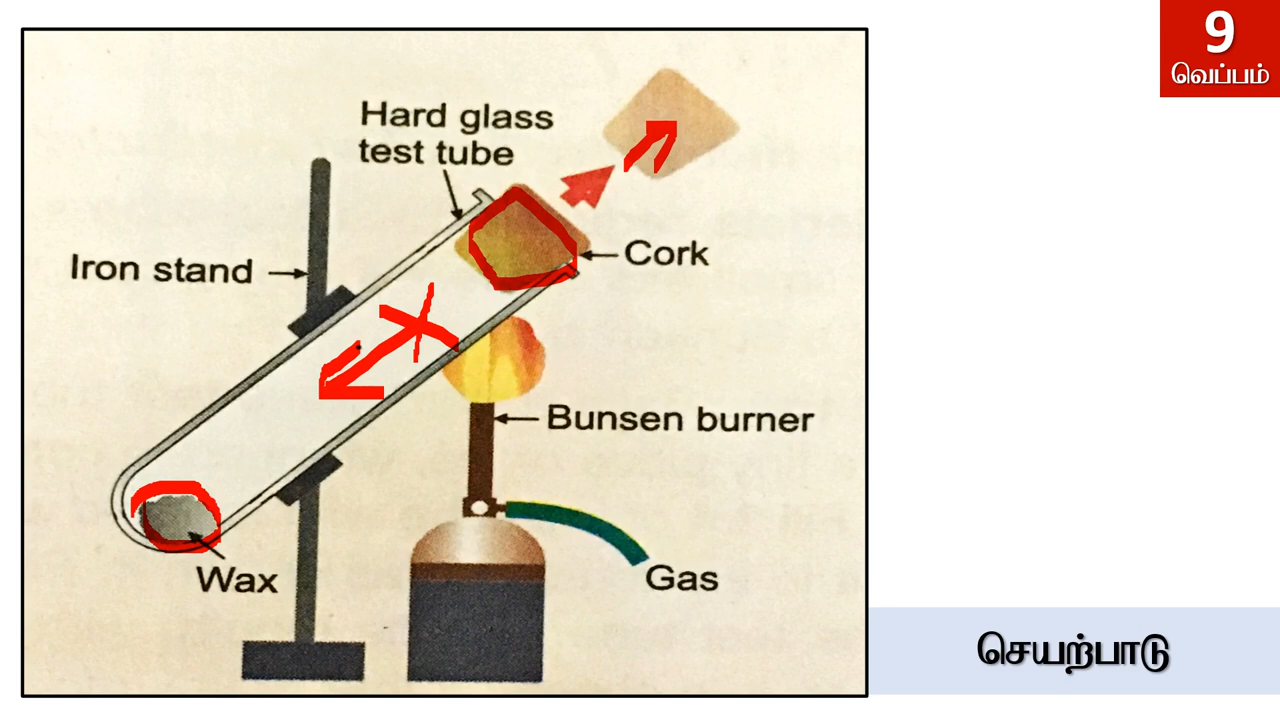 9
வெப்பம்
Hard glass
test tube
Iron stand
Cork
Bunsen burner
Gas
Wax
செயற்பாடு